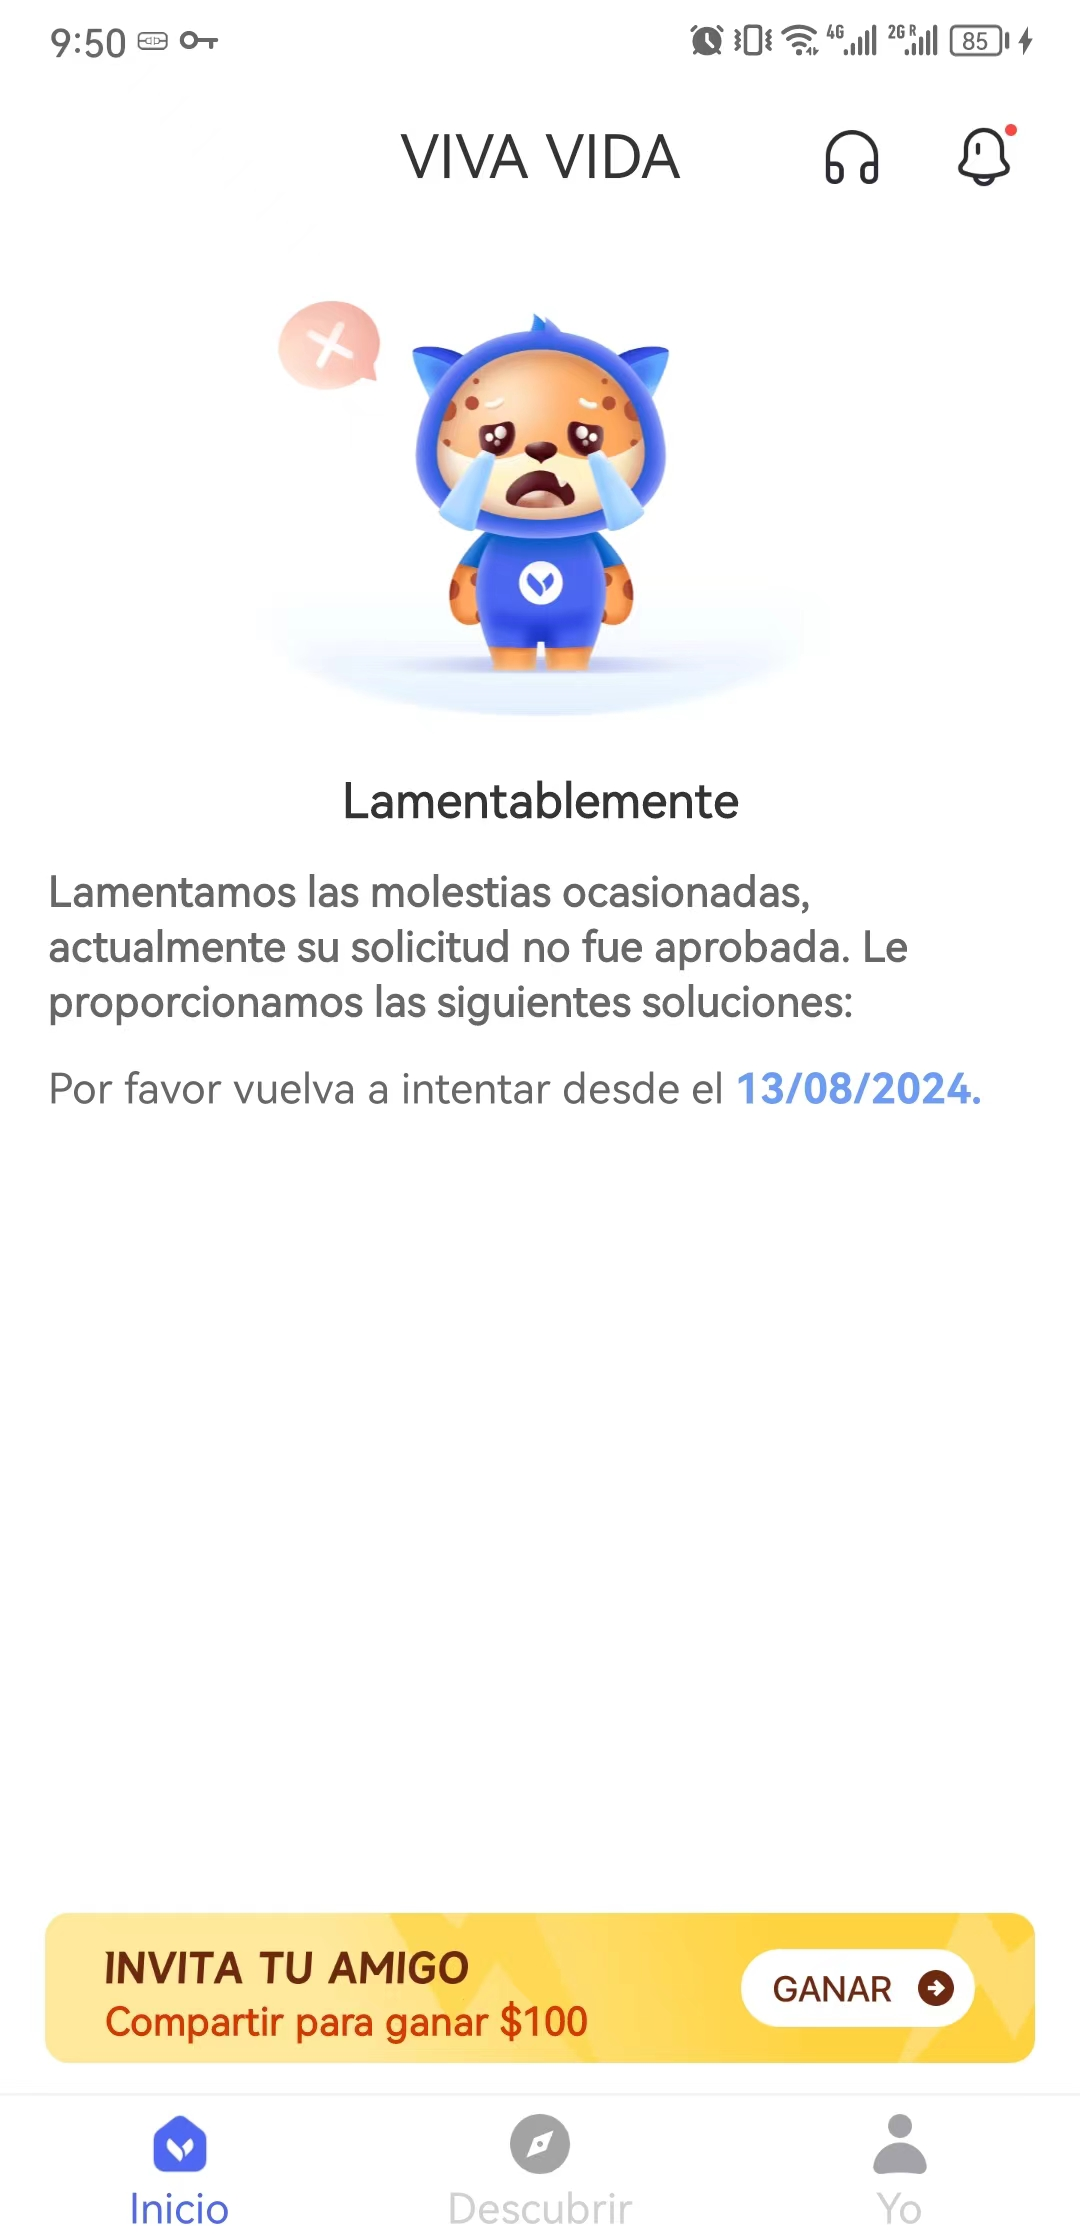 9:50
4G
2G R
85
VIVA VIDA
Lamentablemente
Lamentamos las molestias ocasionadas,
actualmente su solicitud no fue aprobada. Le
proporcionamos las siguientes soluciones:
Por favor vuelva a intentar desde el 13/08/2024.
INVITA TU AMIGO
Compartir para ganar $100
GANAR
Inicio
Descubrir
Yo